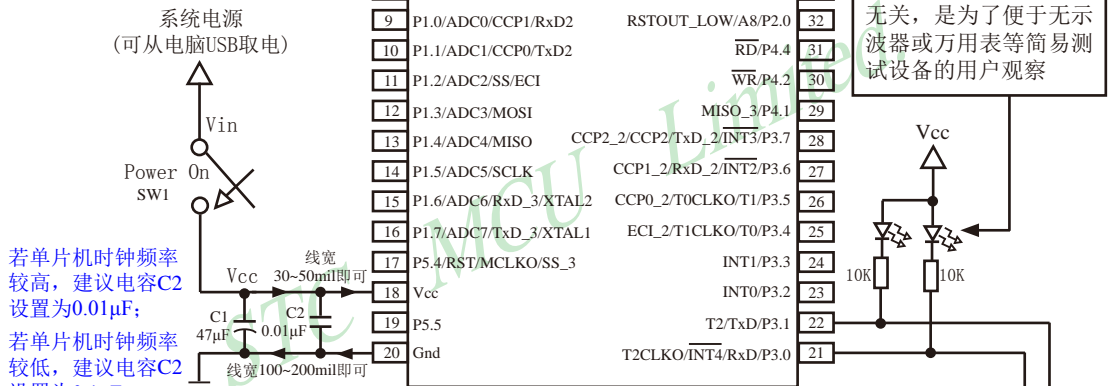 系统电源
(可从电脑USB取电)
Vin
Power On
SW1
若单片机时钟频率
较高，建议电容C2
设置为0.01μF；
若单片机时钟频率
较低，建议电容C2
Vcc
线宽
30~50mil即可
C1
47μF
C2
0.01μF
线宽100~200mil即可
9 P1.0/ADC0/CCP1/RxD2
10 P1.1/ADC1/CCP0/TxD2
11 P1.2/ADC2/SS/ECI
12 P1.3/ADC3/MOSI
13 P1.4/ADC4/MISO
14 P1.5/ADC5/SCLK
15 P1.6/ADC6/RxD_3/XTAL2
16 P1.7/ADC7/TxD_3/XTAL1
17 P5.4/RST/MCLKO/SS_3
18 Vcc
19 P5.5
20 Gnd
RSTOUT_LOW/A8/P2.0 32
RD/P4.4 31
WR/P4.2 30
MISO_3/P4.1 29
CCP2_2/CCP2/TxD_2/INT3/P3.7 28
CCP1_2/RxD_2/INT2/P3.6 27
CCP0_2/T0CLKO/T1/P3.5 26
ECI_2/T1CLKO/T0/P3.4 25
INT1/P3.3 24
INT0/P3.2 23
T2/TxD/P3.1 22
T2CLKO/INT4/RxD/P3.0 21
无关，是为了便于无示
波器或万用表等简易测
试设备的用户观察
Vcc
10K
10K
STC MCU Limited.